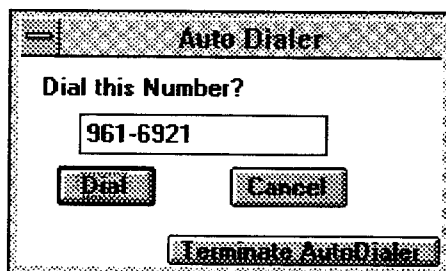 Auto Dialer
Dial this Number?
961-6921
Dial
Cancel
Terminate AutoDialer